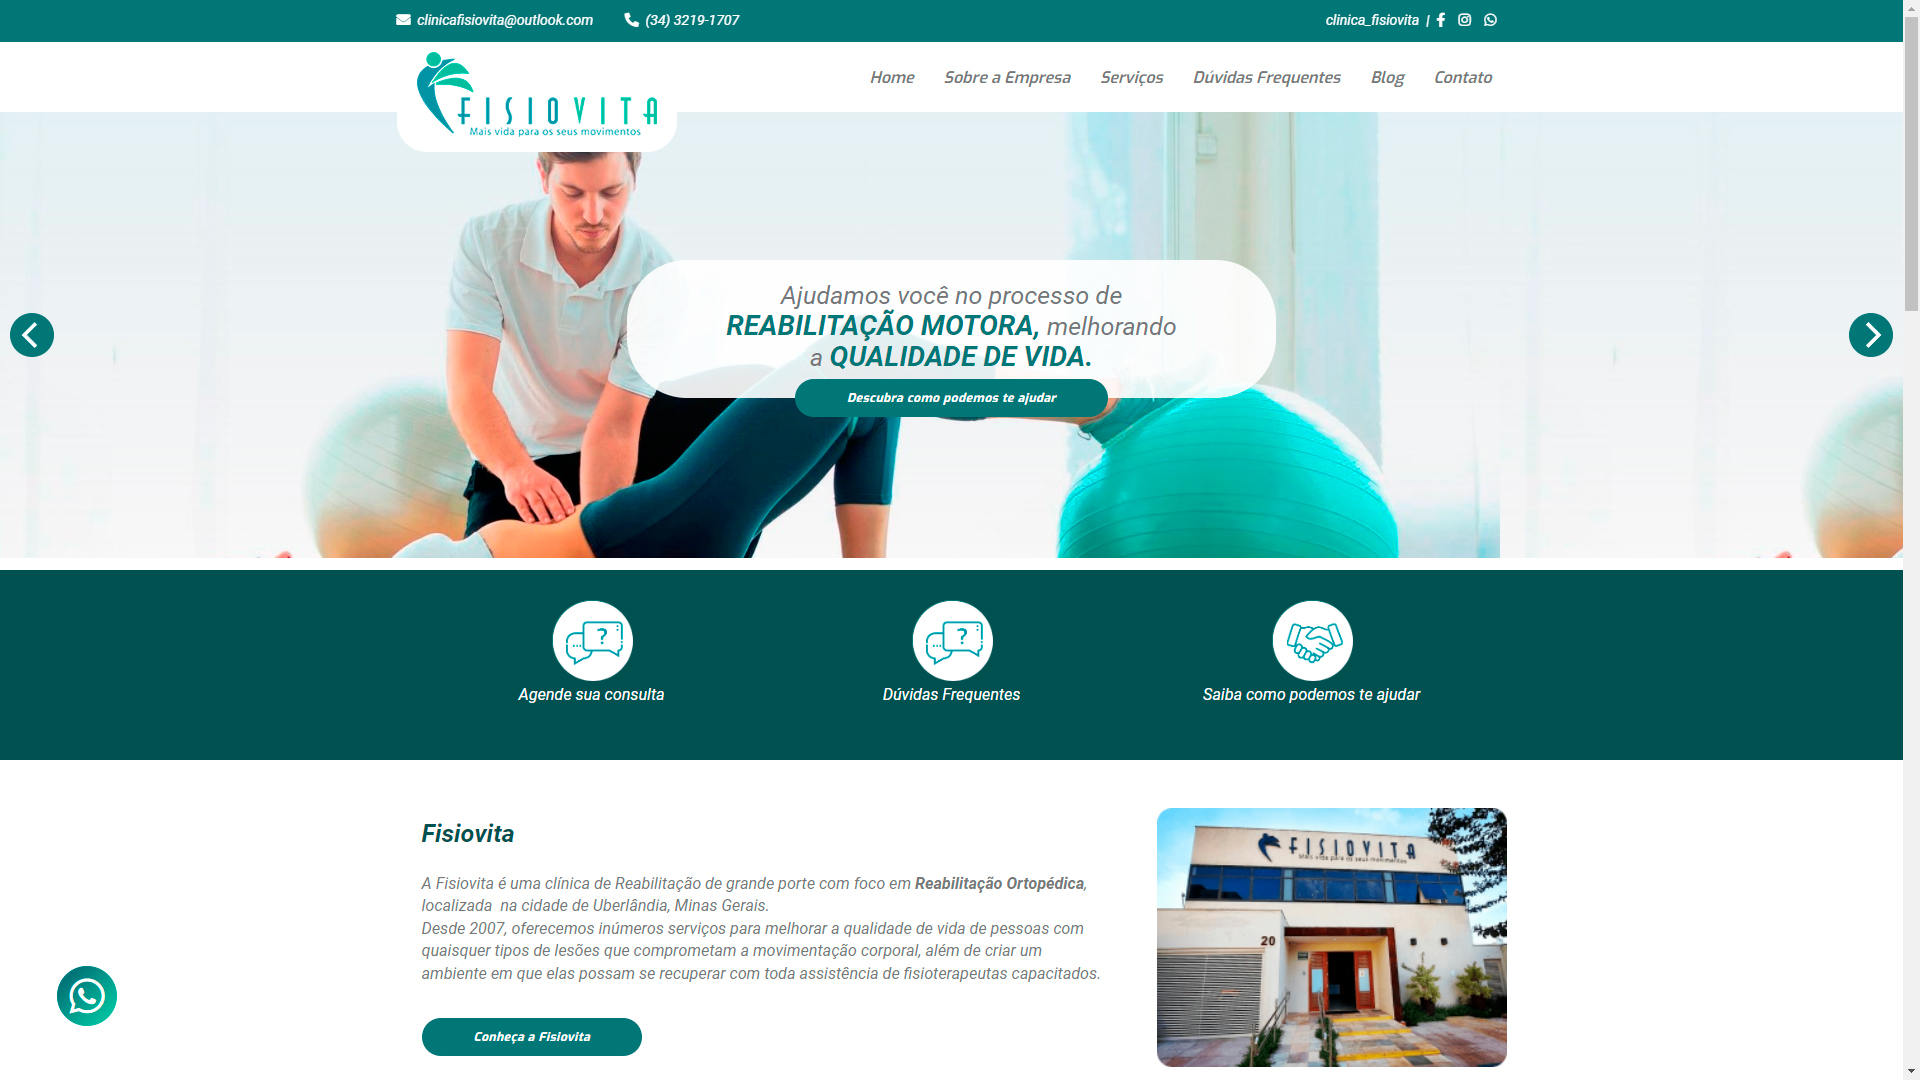 clinicafisiovita@outlook.com (34) 3219-1707 clinica_fisiovita |
FISIOVITA
Mais vida para os seus movimentos
Home Sobre a Empresa Serviços Dúvidas Frequentes Blog Contato
Ajudamos você no processo de
REABILITAÇÃO MOTORA, melhorando
a QUALIDADE DE VIDA.
Descubra como podemos te ajudar
Agende sua consulta
Dúvidas Frequentes
Saiba como podemos te ajudar
Fisiovita
A Fisiovita é uma clínica de Reabilitação de grande porte com foco em Reabilitação Ortopédica,
localizada na cidade de Uberlândia, Minas Gerais.
Desde 2007, oferecemos inúmeros serviços para melhorar a qualidade de vida de pessoas com
quaisquer tipos de lesões que comprometam a movimentação corporal, além de criar um
ambiente em que elas possam se recuperar com toda assistência de fisioterapeutas capacitados.
Conheça a Fisiovita
FISIOVITA
Mais vida para os seus movimentos
20